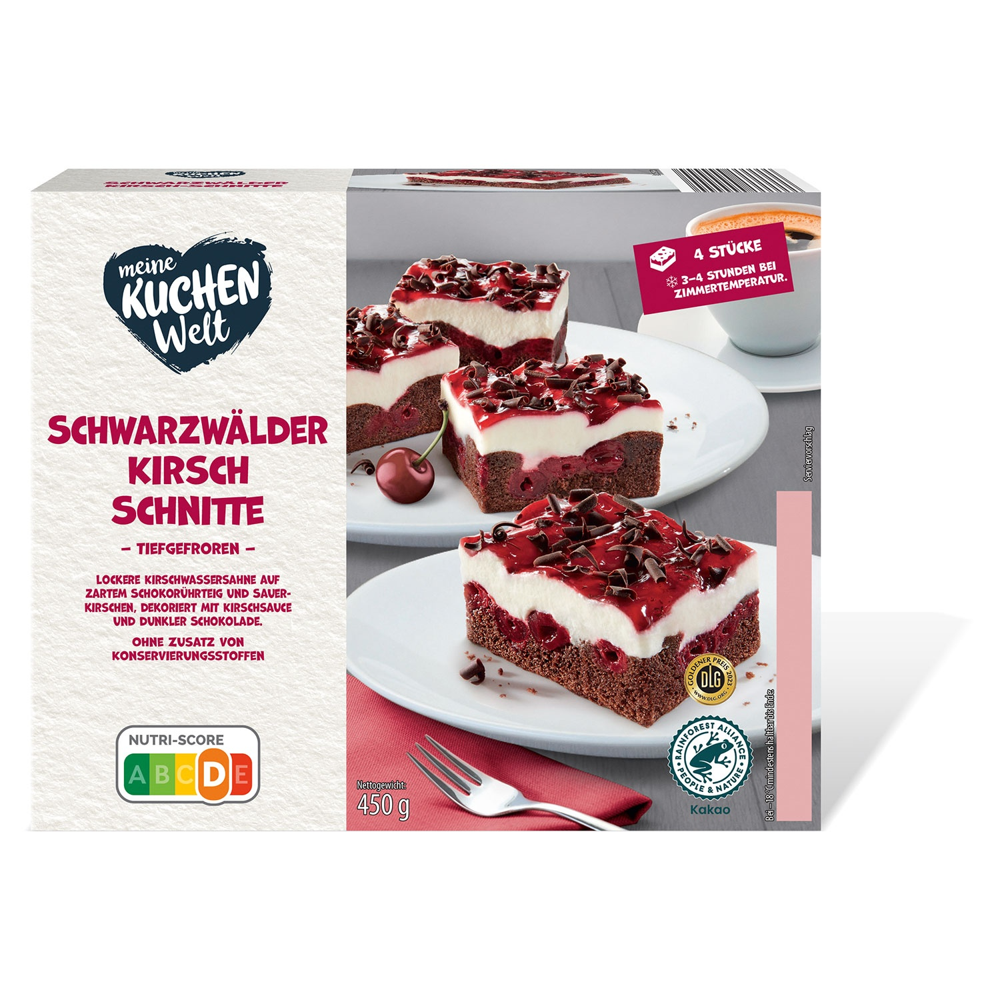 meine
KUCHEN
Welt
SCHWARZWÄLDER
KIRSCH-SCHNITTE
meine
KUCHEN
Welt
SCHWARZWÄLDER
KIRSCH
SCHNITTE
– TIEFGEFROREN –
LOCKERE KIRSCHWASSERSAHNE AUF
ZARTEM SCHOKORÜHRTEIG UND SAUER-
KIRSCHEN, DEKORIERT MIT KIRSCHSAUCE
UND DUNKLER SCHOKOLADE.
OHNE ZUSATZ VON
KONSERVIERUNGSSTOFFEN
NUTRI-SCORE
A B C D E
4 STÜCKE
3–4 STUNDEN BEI
ZIMMERTEMPERATUR.
Serviervorschlag
GOLDENER PREIS 2023
DLG
WWW.DLG.ORG
RAINFOREST ALLIANCE
PEOPLE & NATURE
Kakao
Bei –18 °C mindestens haltbar bis Ende:
Nettogewicht:
450 g